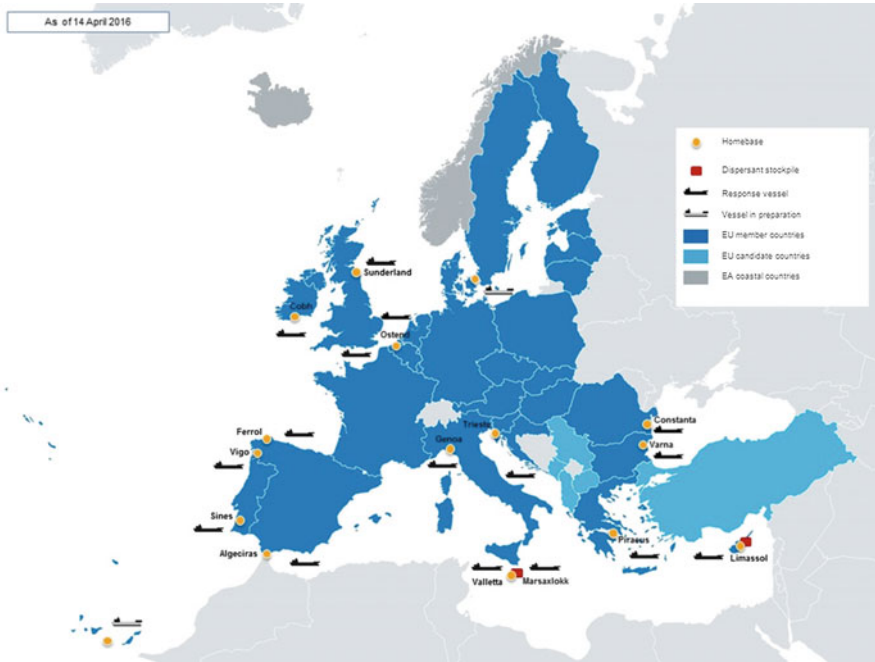 As of 14 April 2016
Homebase
Dispersant stockpile
Response vessel
Vessel in preparation
EU member countries
EU candidate countries
EA coastal countries
Sunderland
Cobh
Ostend
Constanta
Trieste
Ferrol
Varna
Genoa
Vigo
Sines
Piraeus
Algeciras
Limassol
Valletta
Marsaxlokk